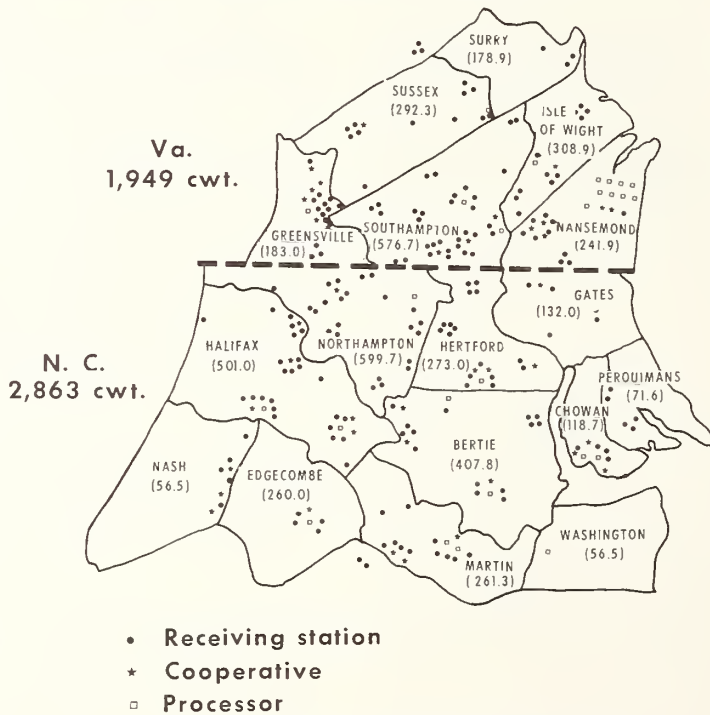 SURRY
(178.9)
SUSSEX
(292.3)
ISLE
OF WIGHT
(308.9)
Va.
1,949 cwt.
GREENSVILLE
(183.0)
SOUTHAMPTON
(576.7)
NANSEMOND
(241.9)
GATES
(132.0)
HALIFAX
(501.0)
NORTHAMPTON
(599.7)
HERTFORD
(273.0)
N. C.
2,863 cwt.
PERQUIMANS
(71.6)
CHOWAN
(118.7)
NASH
(56.5)
EDGECOMBE
(260.0)
BERTIE
(407.8)
WASHINGTON
(56.5)
MARTIN
(261.3)
• Receiving station
★ Cooperative
▫ Processor